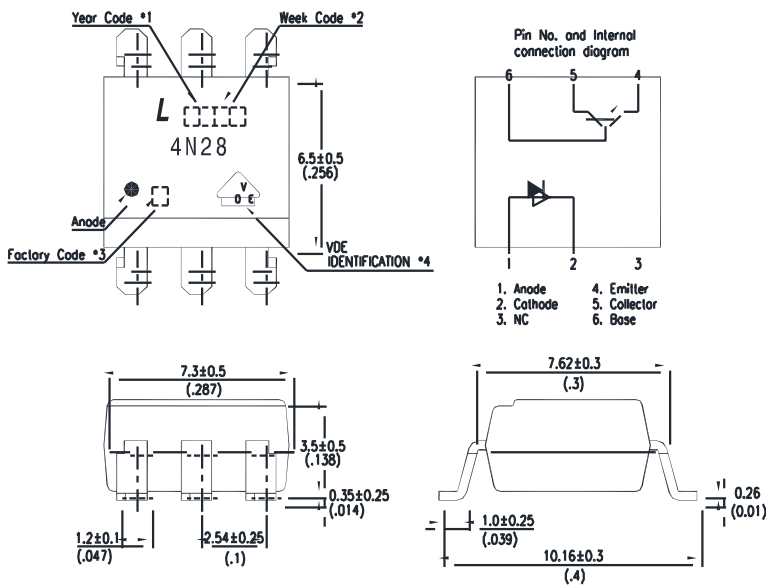 Year Code *1
Week Code *2
L
4N28
V
D E
Anode
Factory Code *3
6.5±0.5
(.256)
VDE
IDENTIFICATION *4
Pin No. and Internal
connection diagram
6 5 4
1 2 3
1. Anode 4. Emitter
2. Cathode 5. Collector
3. NC 6. Base
7.3±0.5
(.287)
3.5±0.5
(.138)
0.35±0.25
(.014)
1.2±0.1
(.047)
2.54±0.25
(.1)
7.62±0.3
(.3)
0.26
(0.01)
1.0±0.25
(.039)
10.16±0.3
(.4)